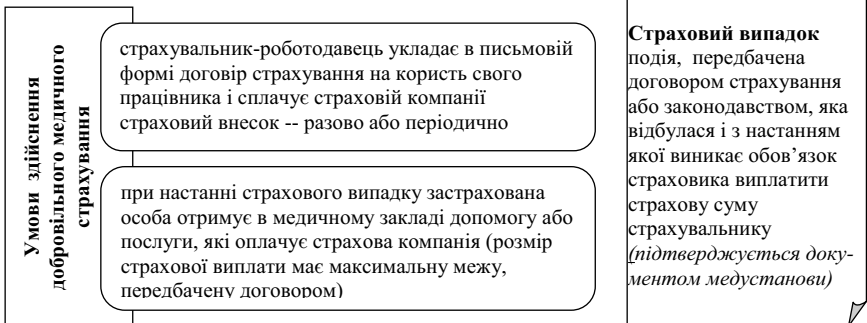 Умови здійснення
добровільного медичного
страхування
страхувальник-роботодавець укладає в письмовій
формі договір страхування на користь свого
працівника і сплачує страховій компанії
страховий внесок -- разово або періодично
при настанні страхового випадку застрахована
особа отримує в медичному закладі допомогу або
послуги, які оплачує страхова компанія (розмір
страхової виплати має максимальну межу,
передбачену договором)
Страховий випадок
подія, передбачена
договором страхування
або законодавством, яка
відбулася і з настанням
якої виникає обов’язок
страховика виплатити
страхову суму
страхувальнику
(підтверджується доку-
ментом медустанови)